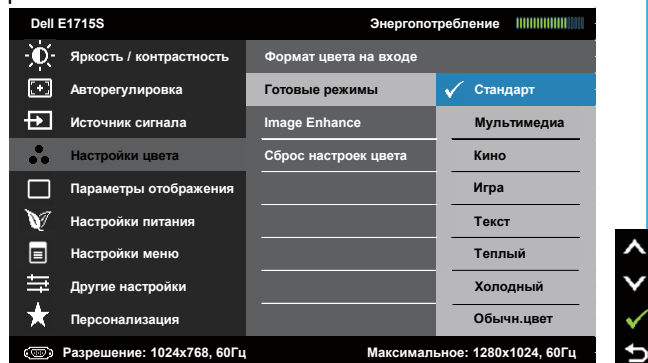 Dell E1715S Энергопотребление
Яркость / контрастность Формат цвета на входе
Авторегулировка Готовые режимы Стандарт
Источник сигнала Image Enhance Мультимедиа
Настройки цвета Сброс настроек цвета Кино
Параметры отображения Игра
Настройки питания Текст
Настройки меню Теплый
Другие настройки Холодный
Персонализация Обычн.цвет
Разрешение: 1024x768, 60Гц Максимальное: 1280x1024, 60Гц